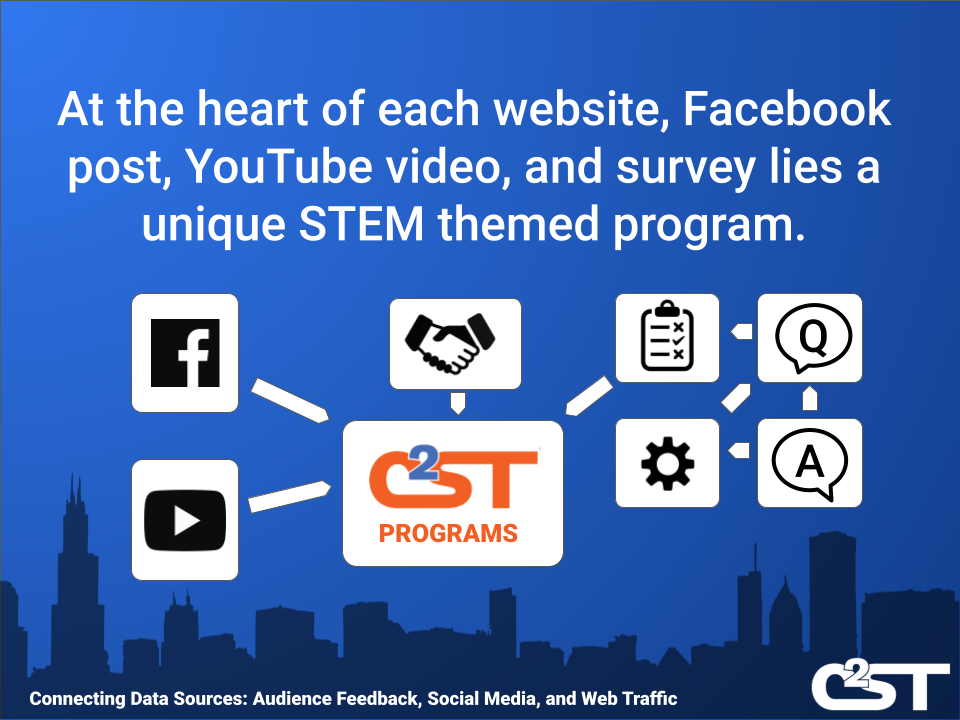 At the heart of each website, Facebook
post, YouTube video, and survey lies a
unique STEM themed program.
Q
A
C2ST
PROGRAMS
Connecting Data Sources: Audience Feedback, Social Media, and Web Traffic
C2ST